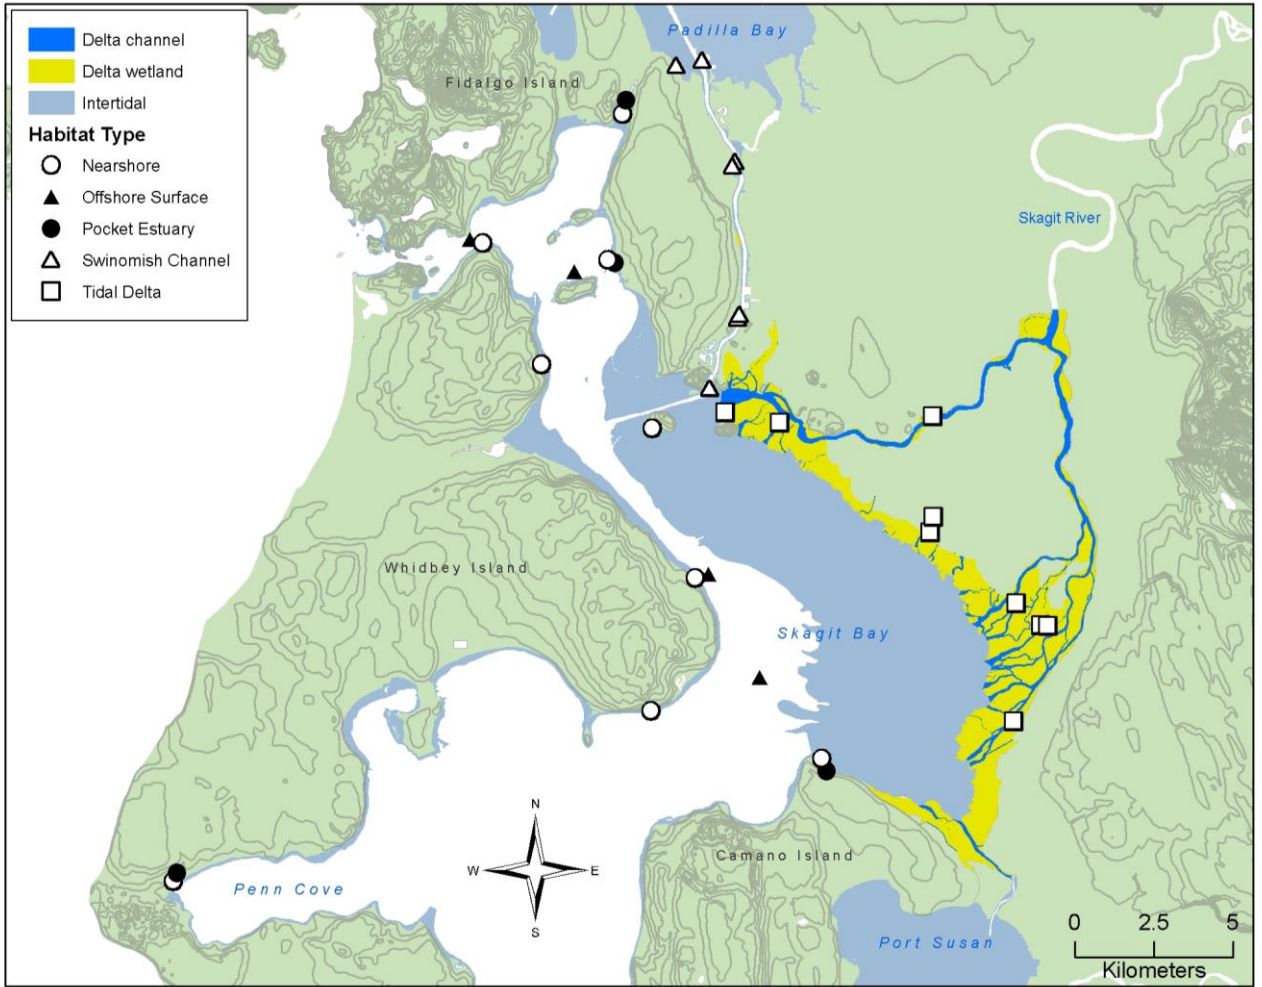 Delta channel
Delta wetland
Intertidal
Habitat Type
Nearshore
Offshore Surface
Pocket Estuary
Swinomish Channel
Tidal Delta
Padilla Bay
Fidalgo Island
Skagit River
Whidbey Island
Skagit Bay
Camano Island
Penn Cove
Port Susan
N
W E
S
0 2.5 5
Kilometers